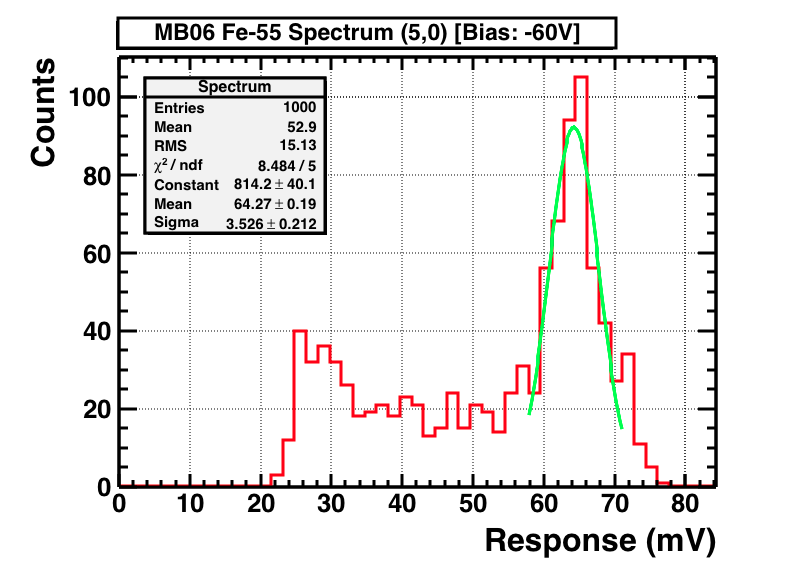 MB06 Fe-55 Spectrum (5,0) [Bias: -60V]
Counts
Spectrum
Entries 1000
Mean 52.9
RMS 15.13
χ² / ndf 8.484 / 5
Constant 814.2 ± 40.1
Mean 64.27 ± 0.19
Sigma 3.526 ± 0.212
100
80
60
40
20
0
0 10 20 30 40 50 60 70 80
Response (mV)